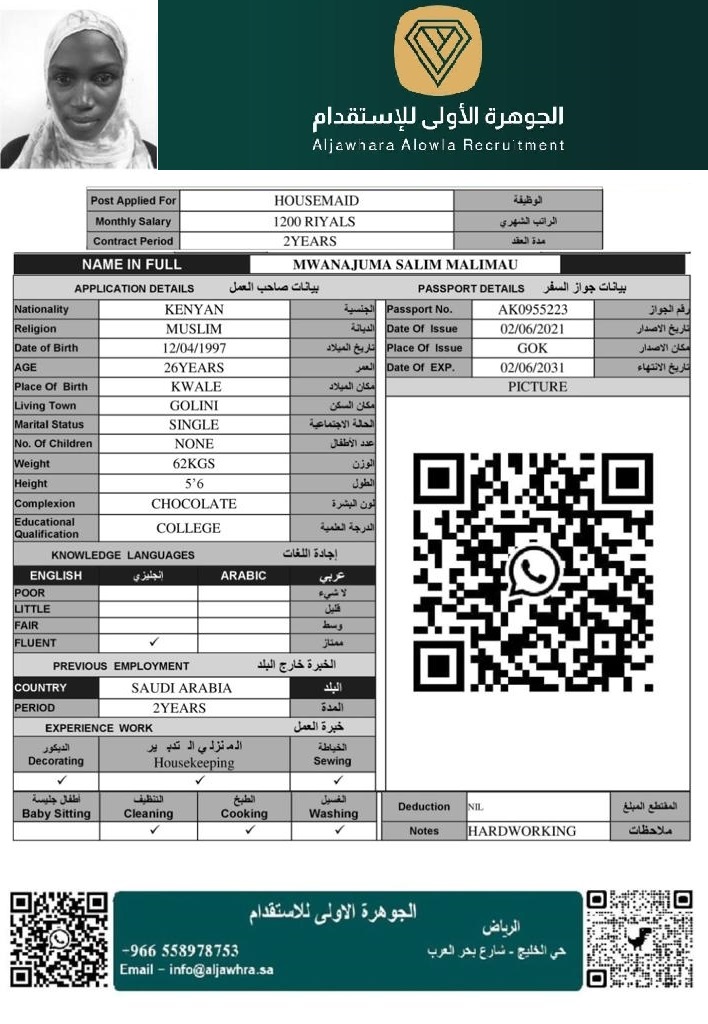 الجوهرة الأولى للإستقدام
Aljawhara Alowla Recruitment
Post Applied For HOUSEMAID الوظيفة
Monthly Salary 1200 RIYALS الراتب الشهري
Contract Period 2YEARS مدة العقد
NAME IN FULL MWANAJUMA SALIM MALIMAU
APPLICATION DETAILS بيانات صاحب العمل PASSPORT DETAILS بيانات جواز السفر
Nationality KENYAN الجنسية Passport No. AK0955223 رقم الجواز
Religion MUSLIM الديانة Date Of Issue 02/06/2021 تاريخ الاصدار
Date of Birth 12/04/1997 تاريخ الميلاد Place Of Issue GOK مكان الاصدار
AGE 26YEARS العمر Date Of EXP. 02/06/2031 تاريخ الانتهاء
Place Of Birth KWALE مكان الميلاد PICTURE
Living Town GOLINI مكان السكن
Marital Status SINGLE الحالة الاجتماعية
No. Of Children NONE عدد الأطفال
Weight 62KGS الوزن
Height 5’6 الطول
Complexion CHOCOLATE لون البشرة
Educational Qualification COLLEGE الدرجة العلمية
KNOWLEDGE LANGUAGES إجادة اللغات
ENGLISH إنجليزي ARABIC عربي
POOR لا شيء
LITTLE قليل
FAIR وسط
FLUENT ✓ ممتاز
PREVIOUS EMPLOYMENT الخبرة خارج البلد
COUNTRY SAUDI ARABIA البلد
PERIOD 2YEARS المدة
EXPERIENCE WORK خبرة العمل
الديكور المنزلي التدبير الخياطة
Decorating Housekeeping Sewing
✓ ✓ ✓
أطفال جليسة التنظيف الطبخ الغسيل
Baby Sitting Cleaning Cooking Washing
✓ ✓ ✓
Deduction NIL المقتطع المبلغ
Notes HARDWORKING ملاحظات
الجوهرة الاولى للاستقدام
الرياض
حي الخليج - شارع بحر العرب
-966 558978753
Email – info@aljawhra.sa